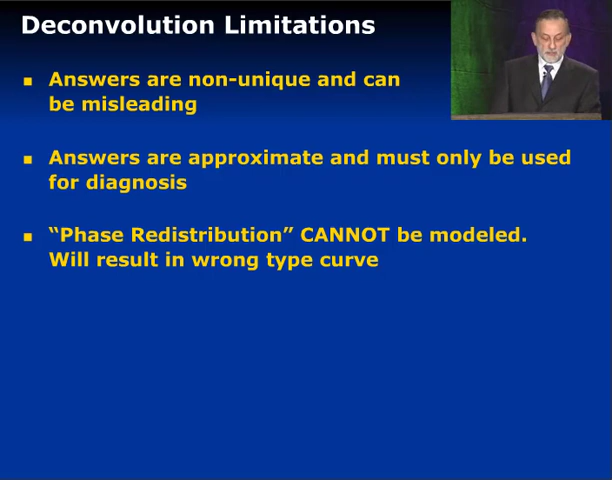 Deconvolution Limitations
Answers are non-unique and can
be misleading
Answers are approximate and must only be used
for diagnosis
“Phase Redistribution” CANNOT be modeled.
Will result in wrong type curve